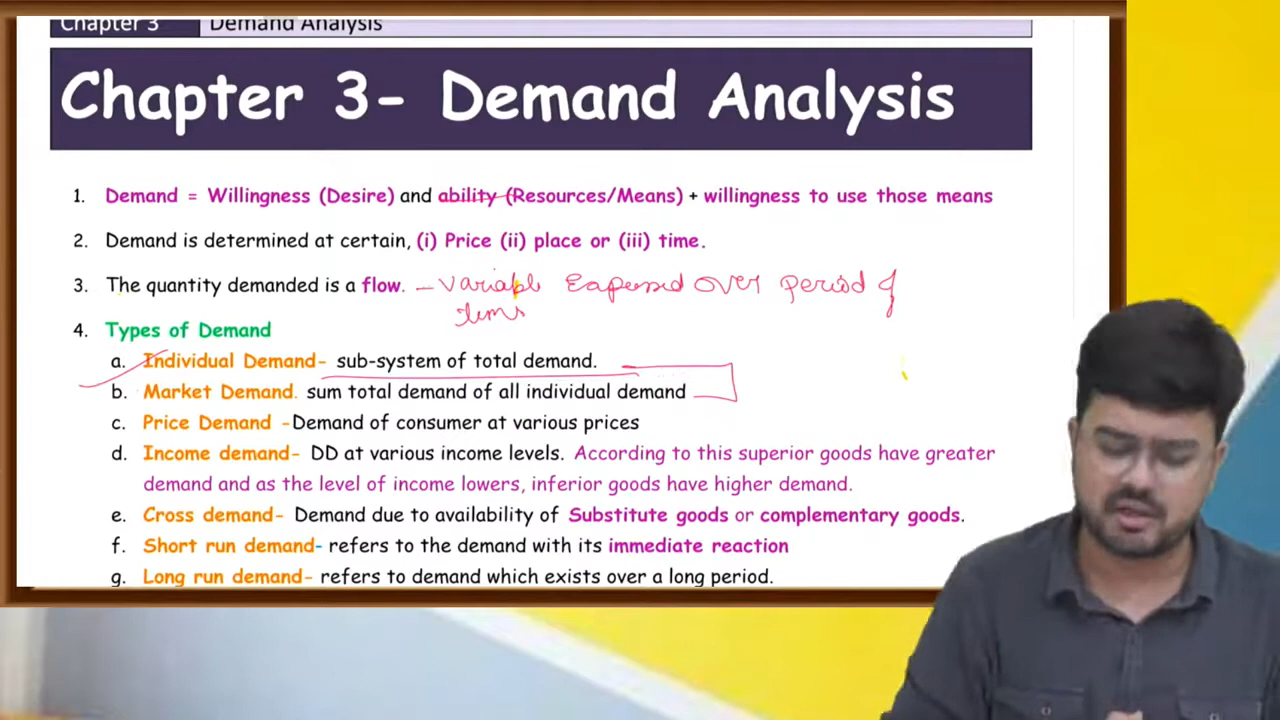 Chapter 3 Demand Analysis
Chapter 3- Demand Analysis
1. Demand = Willingness (Desire) and ability (Resources/Means) + willingness to use those means
2. Demand is determined at certain, (i) Price (ii) place or (iii) time.
3. The quantity demanded is a flow. - variable Expressed over period of
time
4. Types of Demand
a. Individual Demand- sub-system of total demand.
b. Market Demand. sum total demand of all individual demand
c. Price Demand -Demand of consumer at various prices
d. Income demand- DD at various income levels. According to this superior goods have greater
demand and as the level of income lowers, inferior goods have higher demand.
e. Cross demand- Demand due to availability of Substitute goods or complementary goods.
f. Short run demand- refers to the demand with its immediate reaction
g. Long run demand- refers to demand which exists over a long period.